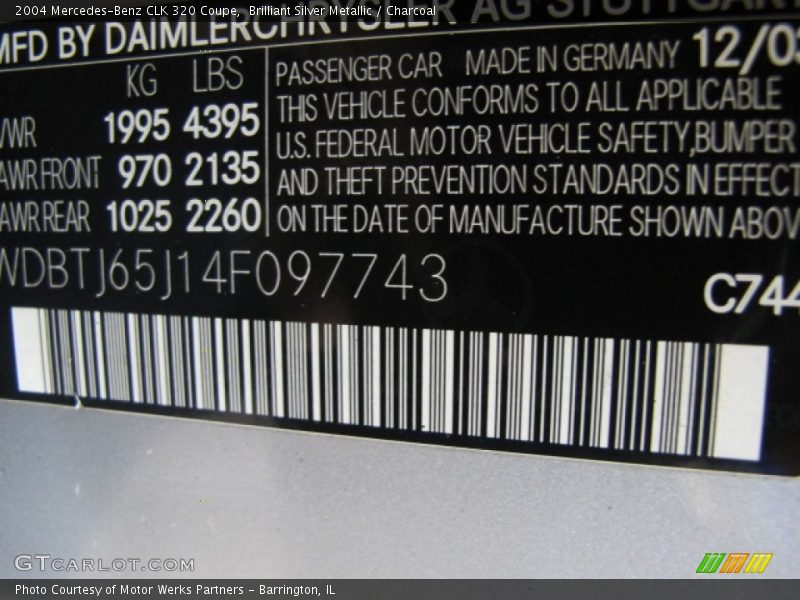 2004 Mercedes-Benz CLK 320 Coupe, Brilliant Silver Metallic / Charcoal
MFD BY DAIMLERCHRYSLER AG STUTTGART
KG LBS
VWR 1995 4395
AWR FRONT 970 2135
AWR REAR 1025 2260
PASSENGER CAR MADE IN GERMANY 12/03
THIS VEHICLE CONFORMS TO ALL APPLICABLE
U.S. FEDERAL MOTOR VEHICLE SAFETY,BUMPER
AND THEFT PREVENTION STANDARDS IN EFFECT
ON THE DATE OF MANUFACTURE SHOWN ABOV
WDBTJ65J14F097743
C744
GTCARLOT.COM
Photo Courtesy of Motor Werks Partners - Barrington, IL